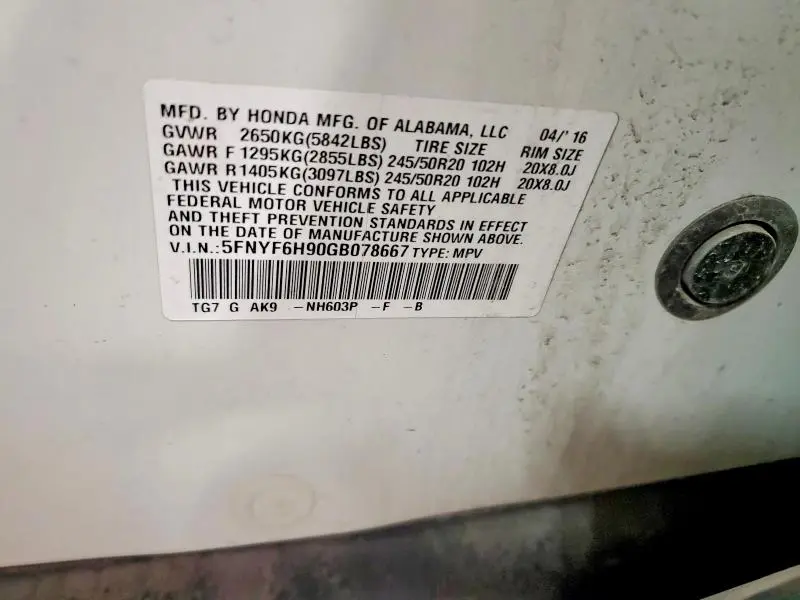 MFD. BY HONDA MFG. OF ALABAMA, LLC 04/'16
GVWR 2650KG(5842LBS) TIRE SIZE RIM SIZE
GAWR F 1295KG(2855LBS) 245/50R20 102H 20X8.0J
GAWR R 1405KG(3097LBS) 245/50R20 102H 20X8.0J
THIS VEHICLE CONFORMS TO ALL APPLICABLE
FEDERAL MOTOR VEHICLE SAFETY
AND THEFT PREVENTION STANDARDS IN EFFECT
ON THE DATE OF MANUFACTURE SHOWN ABOVE.
V.I.N.:5FNYF6H90GB078667 TYPE: MPV
TG7 G AK9 -NH603P -F -B